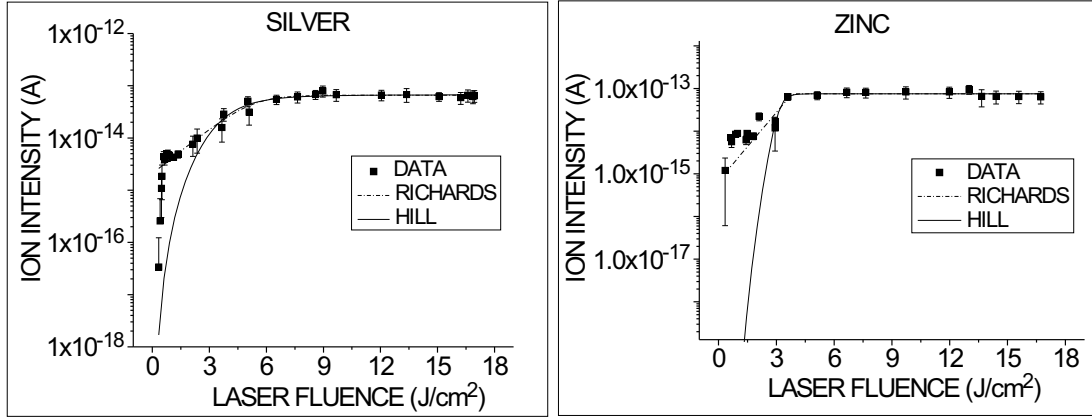 SILVER
ION INTENSITY (A)
1x10-12
1x10-14
1x10-16
1x10-18
DATA
RICHARDS
HILL
0 3 6 9 12 15 18
LASER FLUENCE (J/cm2)
ZINC
ION INTENSITY (A)
1.0x10-13
1.0x10-15
1.0x10-17
DATA
RICHARDS
HILL
0 3 6 9 12 15 18
LASER FLUENCE (J/cm2)